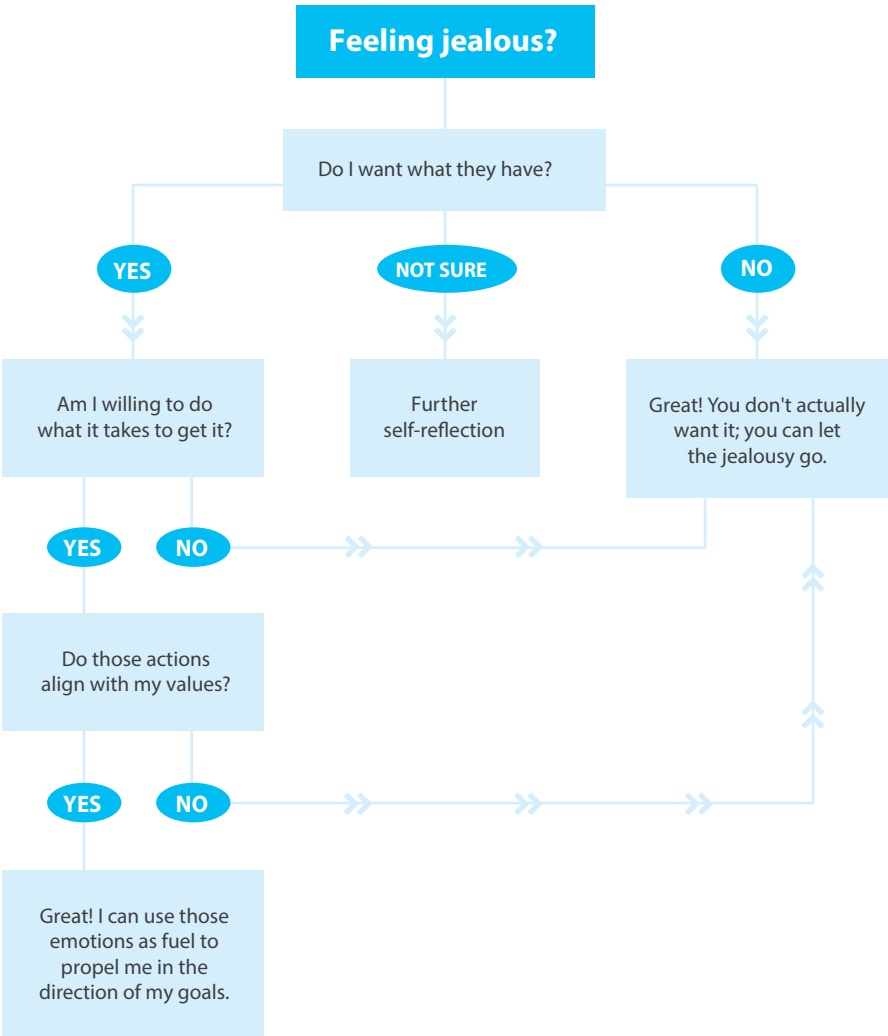 Feeling jealous?
Do I want what they have?
YES
NOT SURE
NO
Am I willing to do
what it takes to get it?
Further
self-reflection
Great! You don't actually
want it; you can let
the jealousy go.
YES
NO
Do those actions
align with my values?
YES
NO
Great! I can use those
emotions as fuel to
propel me in the
direction of my goals.